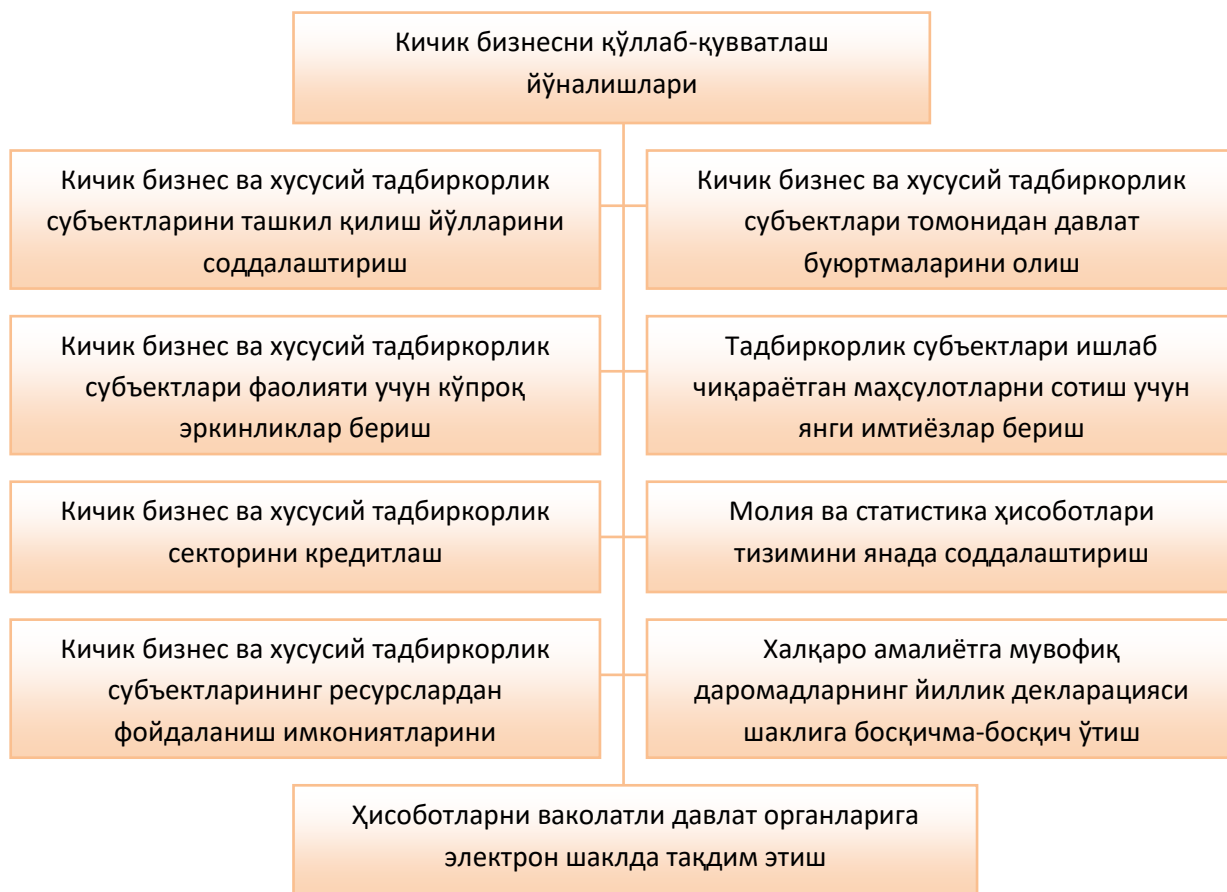 Кичик бизнесни қўллаб-қувватлаш
йўналишлари
Кичик бизнес ва хусусий тадбиркорлик
субъектларини ташкил қилиш йўлларини
соддалаштириш
Кичик бизнес ва хусусий тадбиркорлик
субъектлари томонидан давлат
буюртмаларини олиш
Кичик бизнес ва хусусий тадбиркорлик
субъектлари фаолияти учун кўпроқ
эркинликлар бериш
Тадбиркорлик субъектлари ишлаб
чиқараётган маҳсулотларни сотиш учун
янги имтиёзлар бериш
Кичик бизнес ва хусусий тадбиркорлик
секторини кредитлаш
Молия ва статистика ҳисоботлари
тизимини янада соддалаштириш
Кичик бизнес ва хусусий тадбиркорлик
субъектларининг ресурслардан
фойдаланиш имкониятларини
Халқаро амалиётга мувофиқ
даромадларнинг йиллик декларацияси
шаклига босқичма-босқич ўтиш
Ҳисоботларни ваколатли давлат органларига
электрон шаклда тақдим этиш